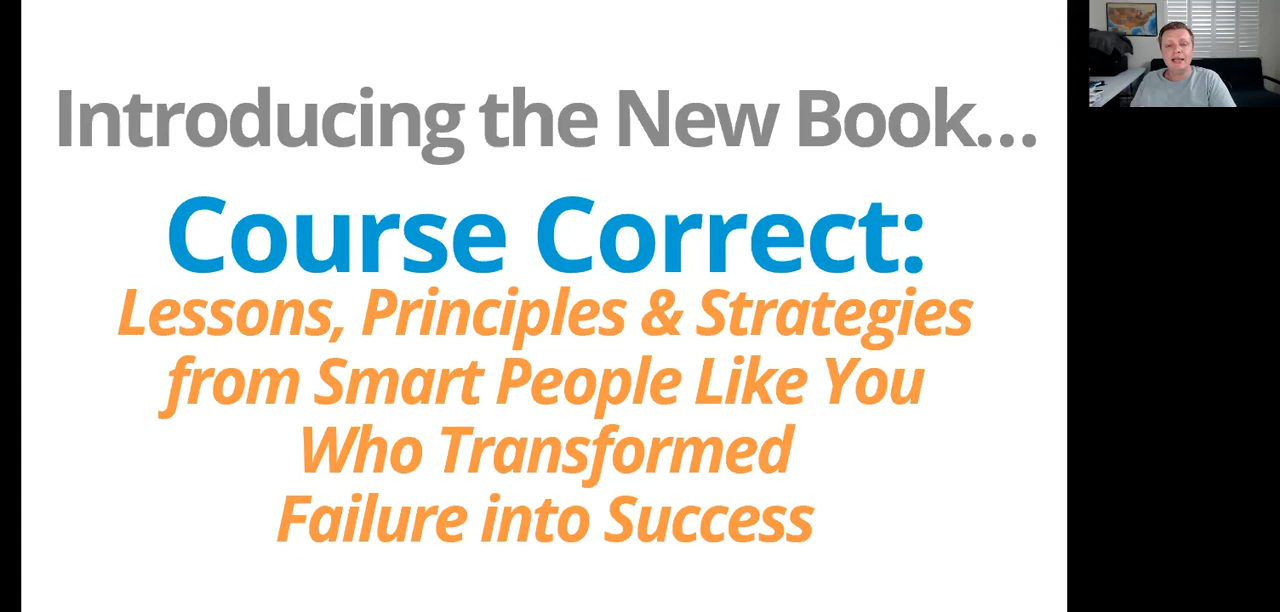 Introducing the New Book...
Course Correct:
Lessons, Principles & Strategies
from Smart People Like You
Who Transformed
Failure into Success